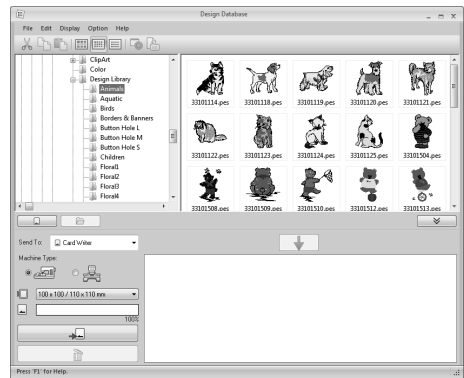 Design Database
File Edit Display Option Help
ClipArt
Color
Design Library
Animals
Aquatic
Birds
Borders & Banners
Button Hole L
Button Hole M
Button Hole S
Children
Floral1
Floral2
Floral3
Floral4
33101114.pes 33101118.pes 33101119.pes 33101120.pes 33101121.pes
33101122.pes 33101123.pes 33101124.pes 33101125.pes 33101504.pes
33101508.pes 33101509.pes 33101510.pes 33101512.pes 33101513.pes
Send To: Card Writer
Machine Type:
100 x 100 / 110 x 110 mm
100%
Press 'F1' for Help.